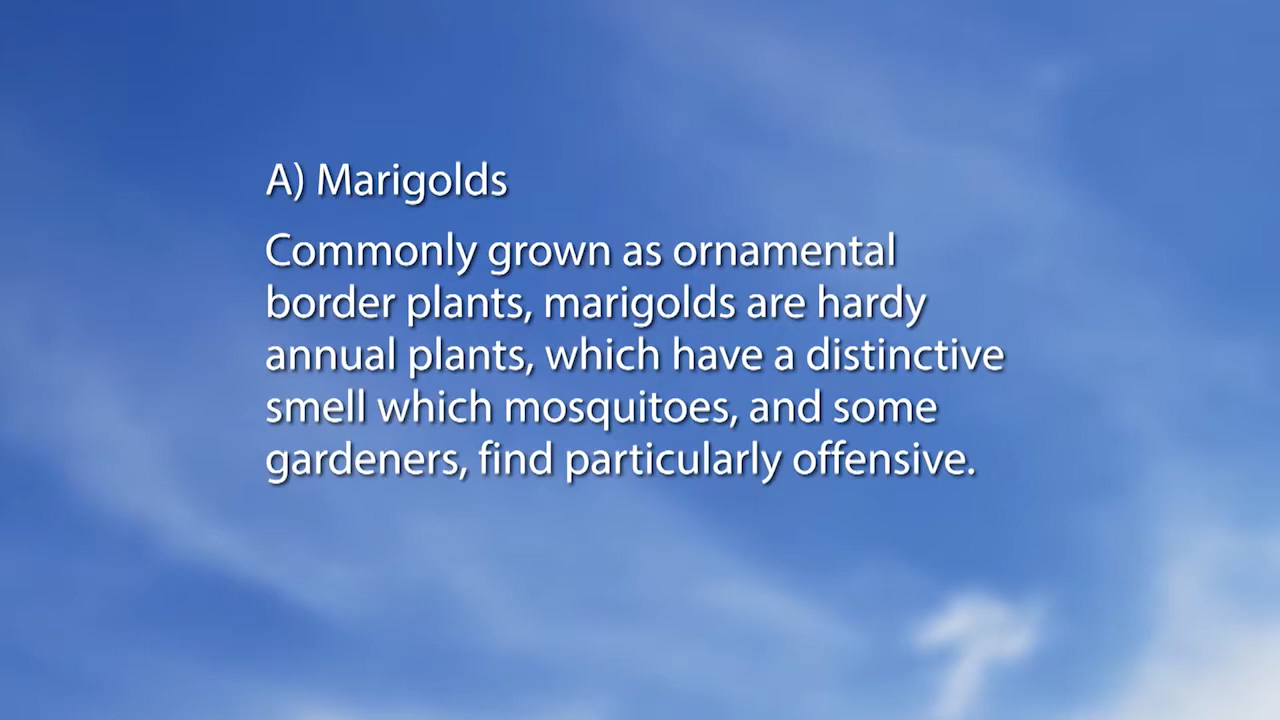 A) Marigolds
Commonly grown as ornamental
border plants, marigolds are hardy
annual plants, which have a distinctive
smell which mosquitoes, and some
gardeners, find particularly offensive.